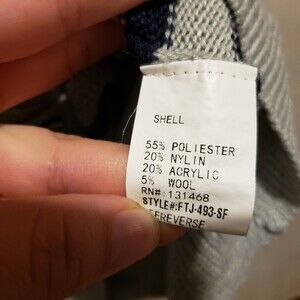 SHELL
55% POLIESTER
20% NYLIN
20% ACRYLIC
5% WOOL
RN#: 131468
STYLE#:FTJ-493-SF